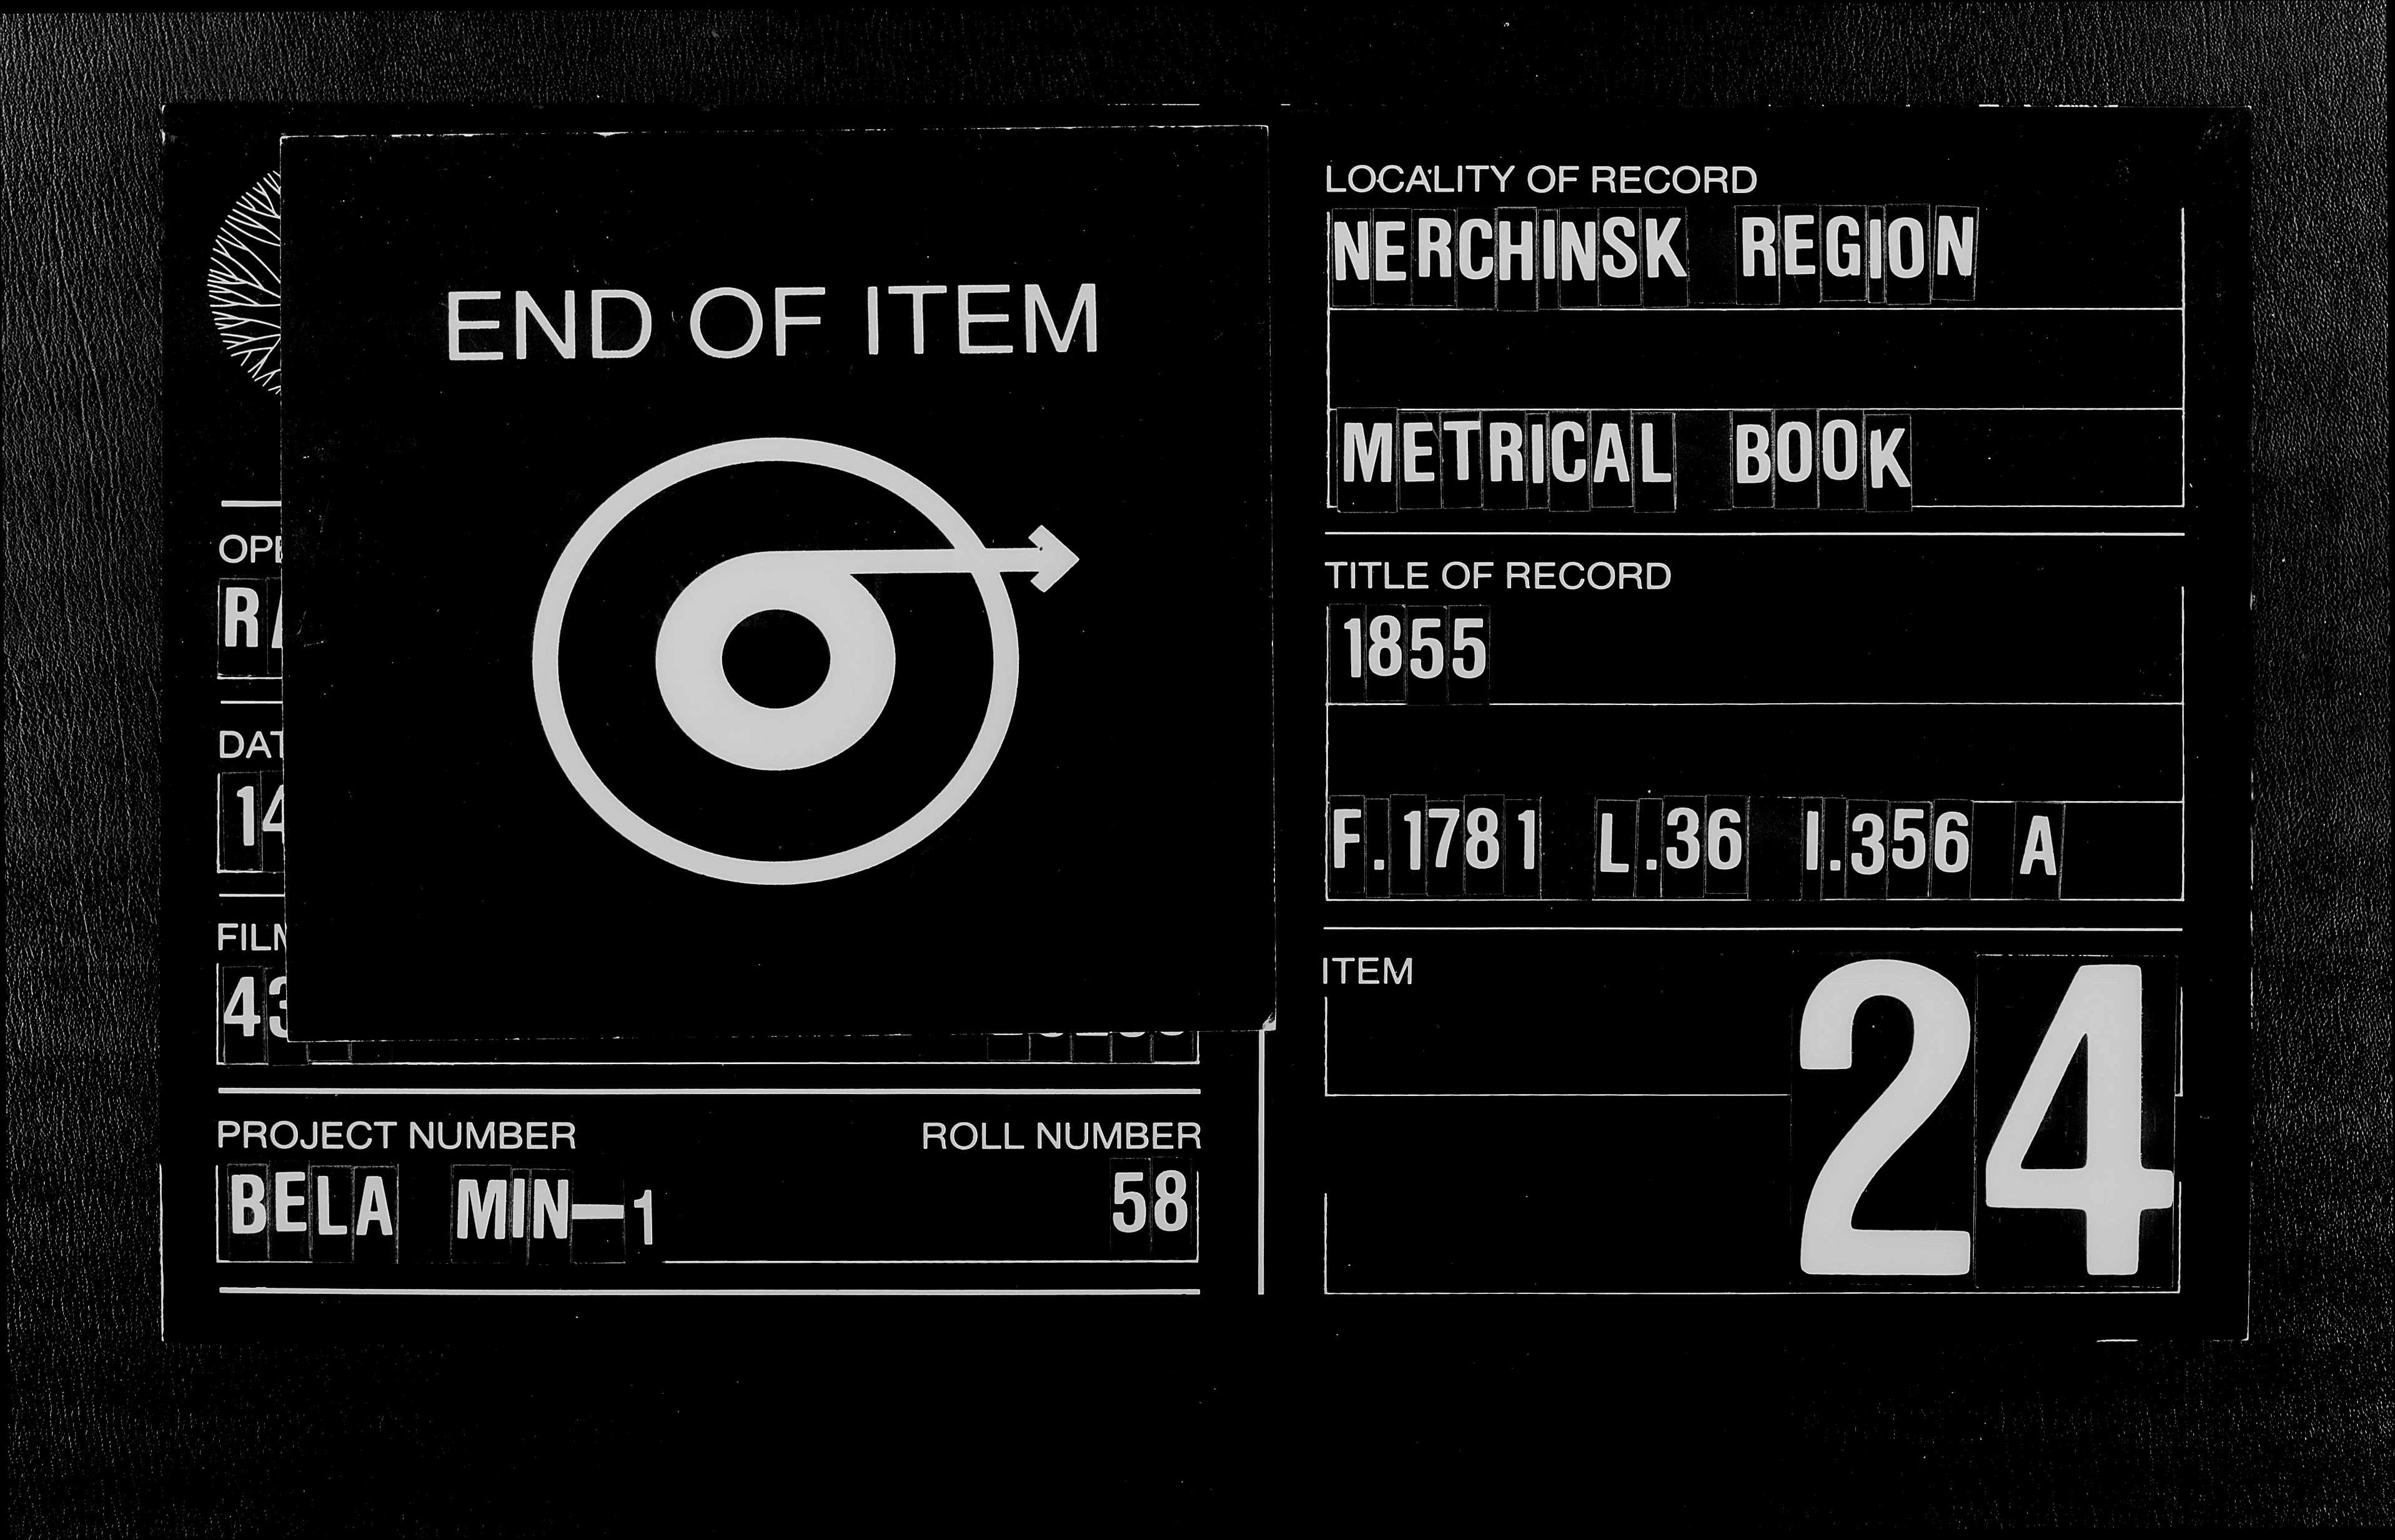 END OF ITEM
LOCALITY OF RECORD
NERCHINSK REGION
METRICAL BOOK
TITLE OF RECORD
1855
F.1781 L.36 I.356 A
ITEM
24
PROJECT NUMBER ROLL NUMBER
BELA MIN—1 58